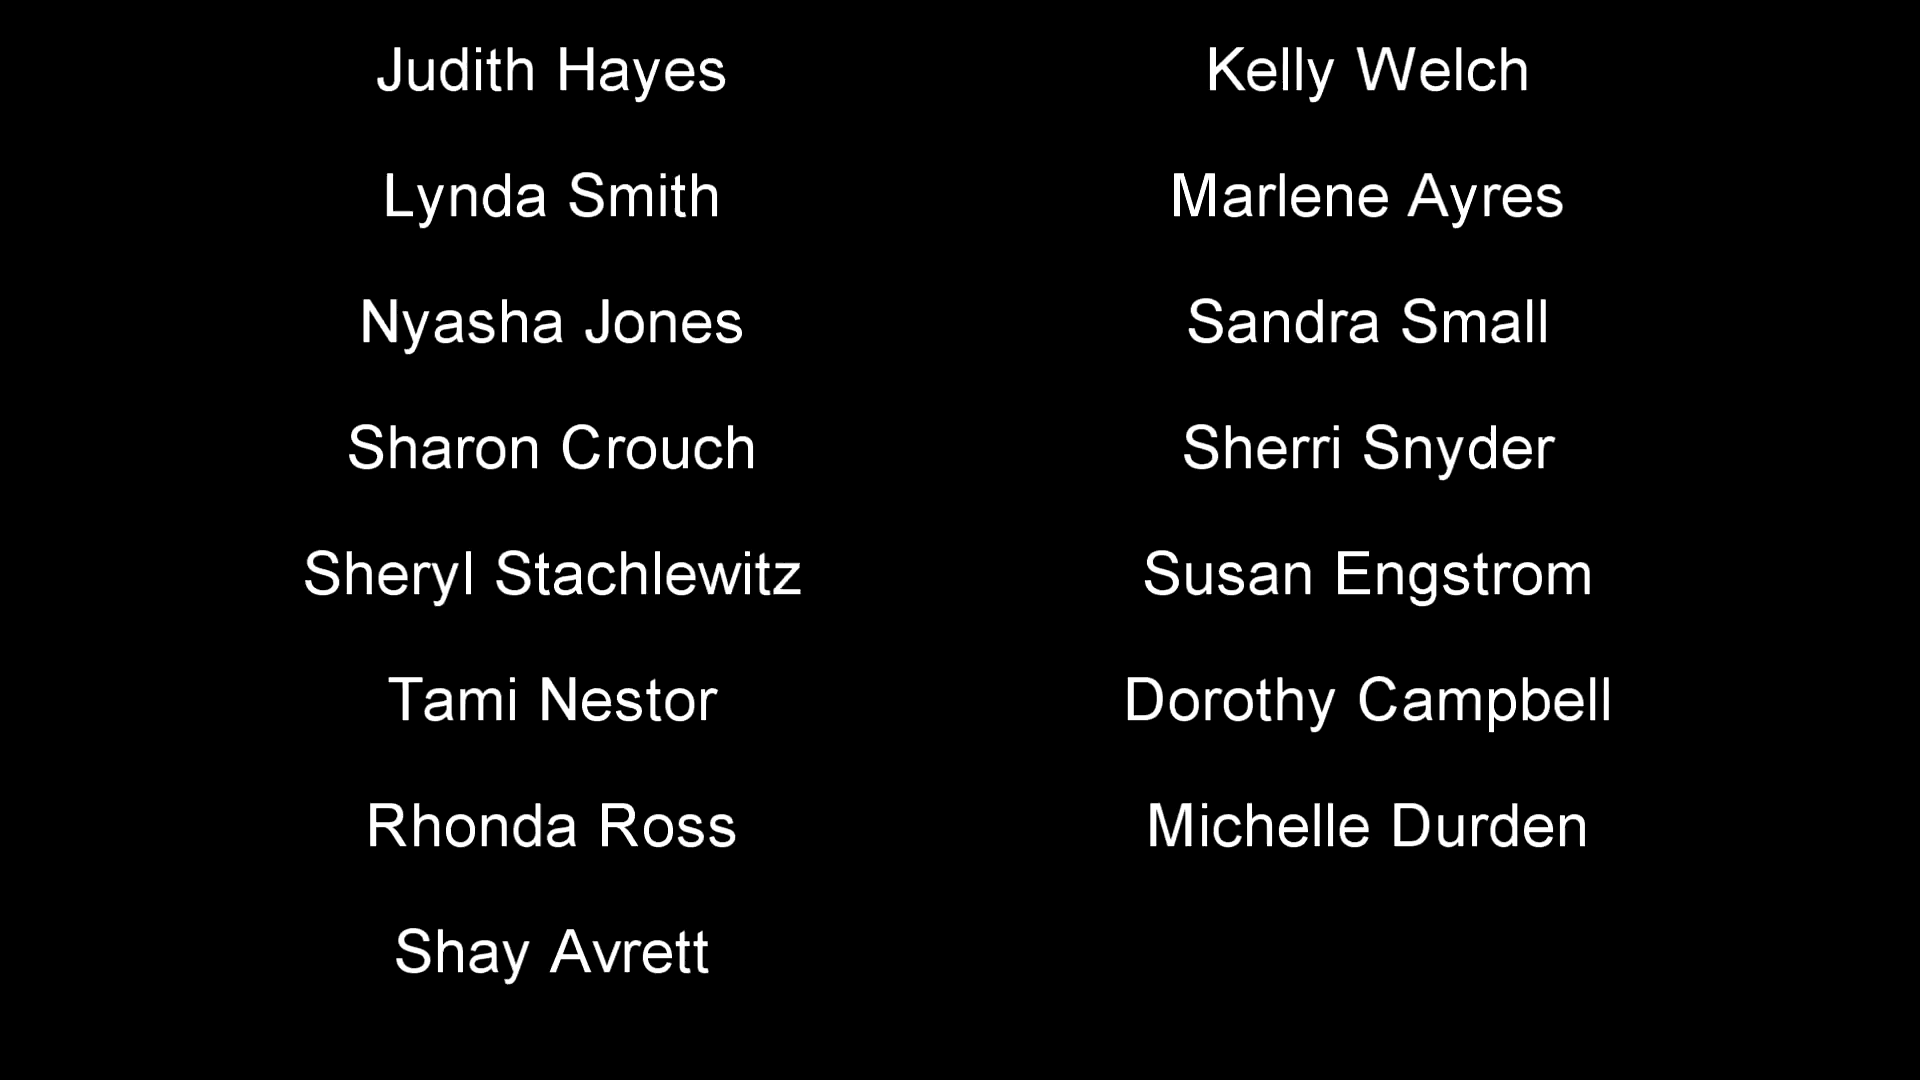 Judith Hayes
Kelly Welch
Lynda Smith
Marlene Ayres
Nyasha Jones
Sandra Small
Sharon Crouch
Sherri Snyder
Sheryl Stachlewitz
Susan Engstrom
Tami Nestor
Dorothy Campbell
Rhonda Ross
Michelle Durden
Shay Avrett